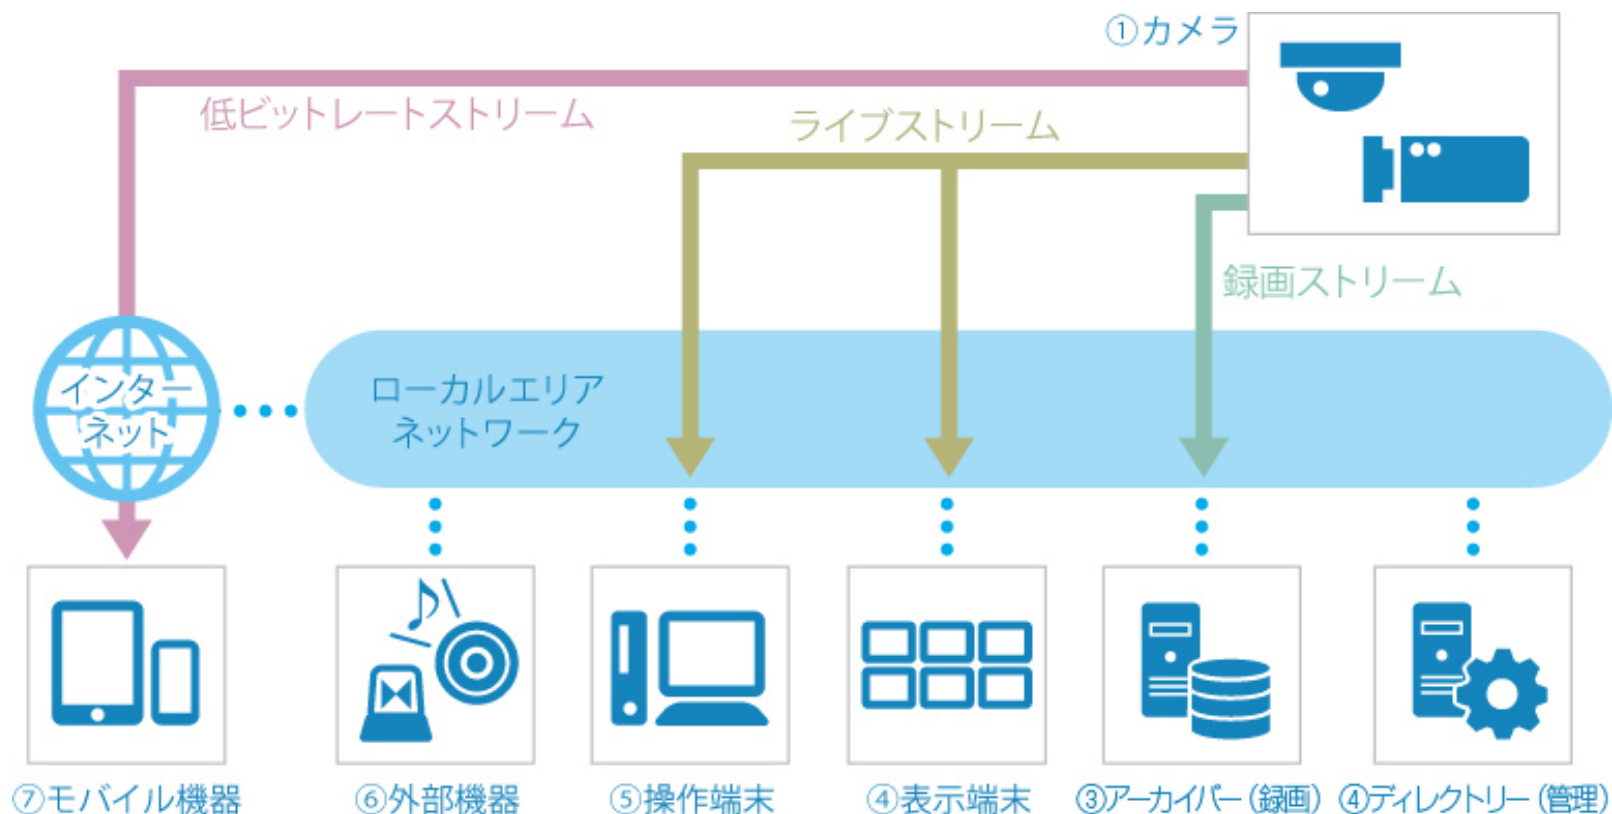 ①カメラ
低ビットレートストリーム
ライブストリーム
録画ストリーム
インター
ネット
ローカルエリア
ネットワーク
⑦モバイル機器
⑥外部機器
⑤操作端末
④表示端末
③アーカイバー(録画)
④ディレクトリー(管理)